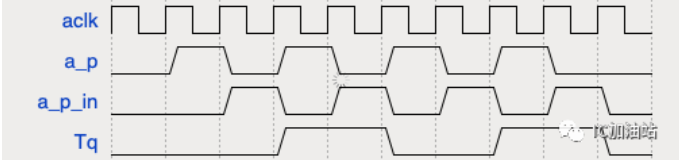 aclk
a_p
a_p_in
IC加油站
Tq